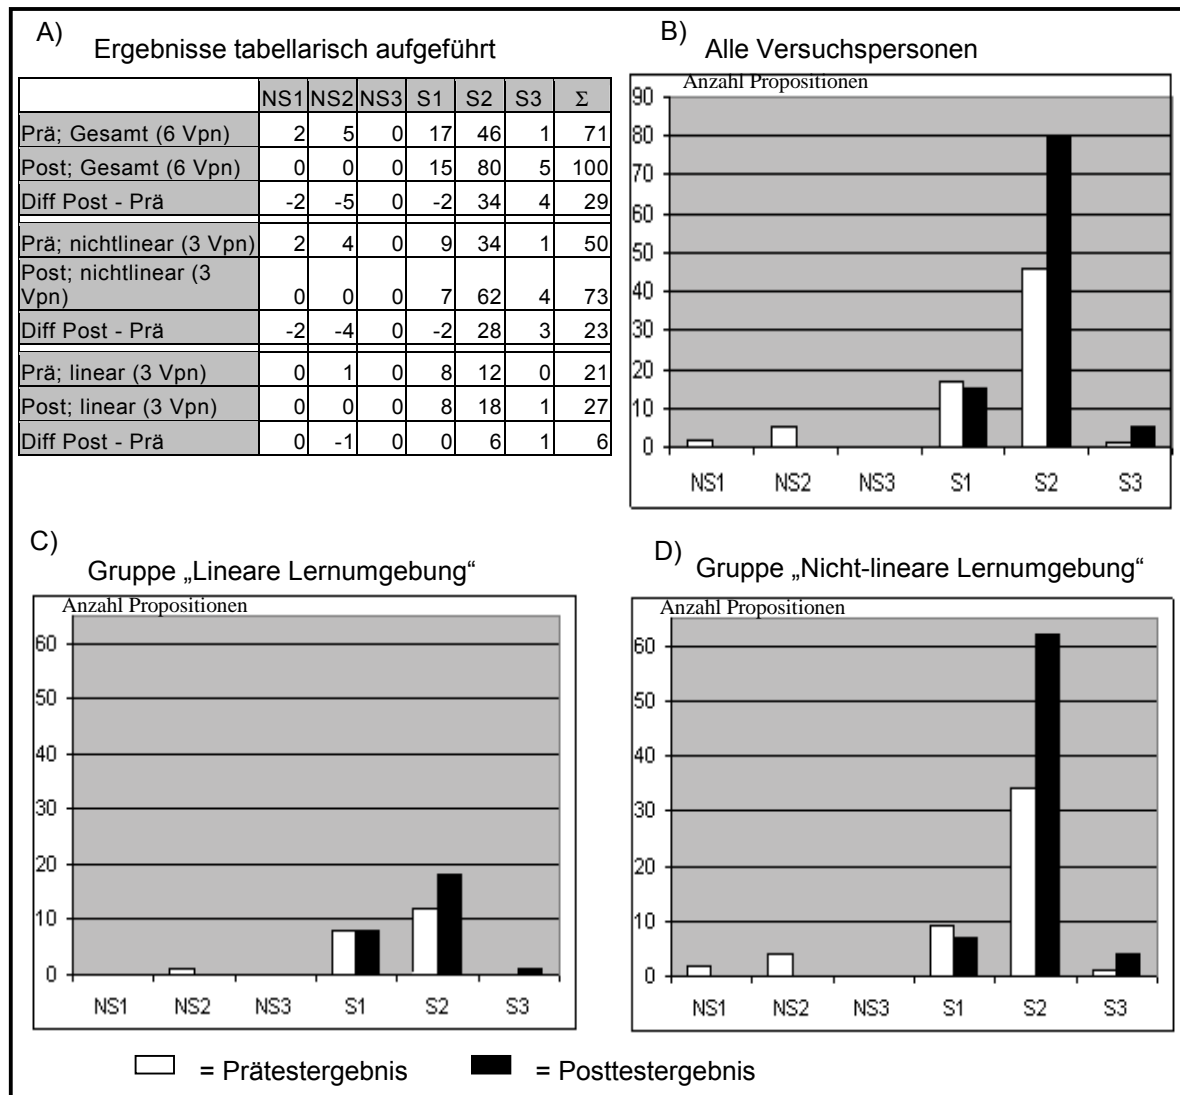 A)
Ergebnisse tabellarisch aufgeführt
NS1 NS2 NS3 S1 S2 S3 Σ
Prä; Gesamt (6 Vpn) 2 5 0 17 46 1 71
Post; Gesamt (6 Vpn) 0 0 0 15 80 5 100
Diff Post - Prä -2 -5 0 -2 34 4 29
Prä; nichtlinear (3 Vpn) 2 4 0 9 34 1 50
Post; nichtlinear (3
Vpn) 0 0 0 7 62 4 73
Diff Post - Prä -2 -4 0 -2 28 3 23
Prä; linear (3 Vpn) 0 1 0 8 12 0 21
Post; linear (3 Vpn) 0 0 0 8 18 1 27
Diff Post - Prä 0 -1 0 0 6 1 6
B)
Alle Versuchspersonen
Anzahl Propositionen
90
80
70
60
50
40
30
20
10
0
NS1 NS2 NS3 S1 S2 S3
C)
Gruppe „Lineare Lernumgebung“
Anzahl Propositionen
60
50
40
30
20
10
0
NS1 NS2 NS3 S1 S2 S3
D)
Gruppe „Nicht-lineare Lernumgebung“
Anzahl Propositionen
60
50
40
30
20
10
0
NS1 NS2 NS3 S1 S2 S3
= Prätestergebnis = Posttestergebnis